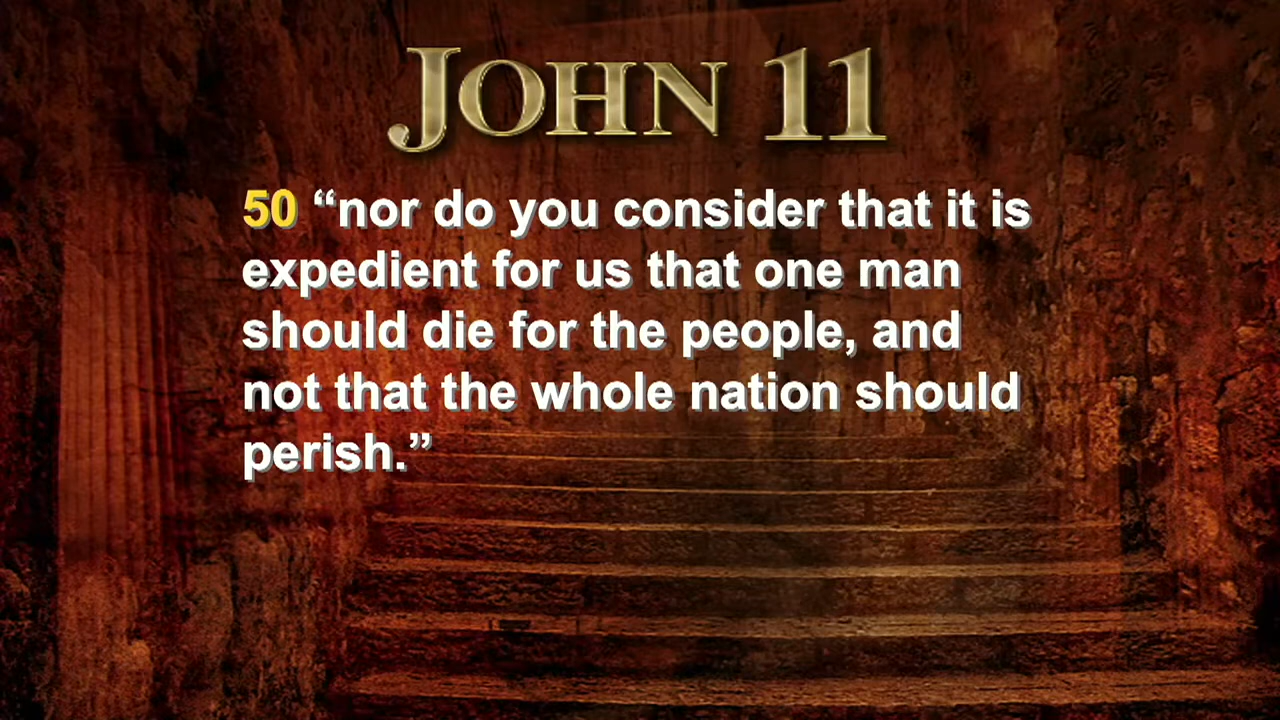 JOHN 11
50 “nor do you consider that it is
expedient for us that one man
should die for the people, and
not that the whole nation should
perish.”